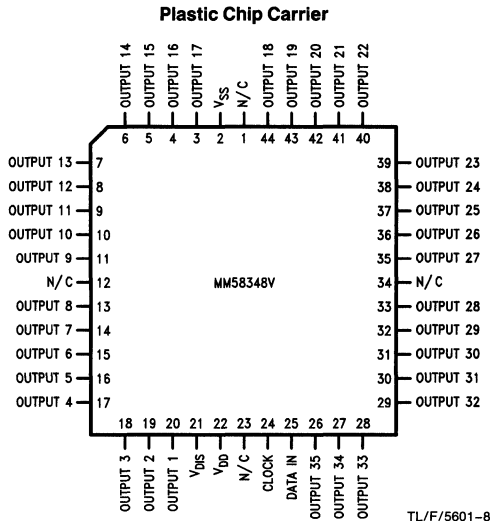 Plastic Chip Carrier
OUTPUT 14
OUTPUT 15
OUTPUT 16
OUTPUT 17
VSS
N/C
OUTPUT 18
OUTPUT 19
OUTPUT 20
OUTPUT 21
OUTPUT 22
6 5 4 3 2 1 44 43 42 41 40
OUTPUT 13 7
OUTPUT 12 8
OUTPUT 11 9
OUTPUT 10 10
OUTPUT 9 11
N/C 12
OUTPUT 8 13
OUTPUT 7 14
OUTPUT 6 15
OUTPUT 5 16
OUTPUT 4 17
MM58348V
39 OUTPUT 23
38 OUTPUT 24
37 OUTPUT 25
36 OUTPUT 26
35 OUTPUT 27
34 N/C
33 OUTPUT 28
32 OUTPUT 29
31 OUTPUT 30
30 OUTPUT 31
29 OUTPUT 32
18 19 20 21 22 23 24 25 26 27 28
OUTPUT 3
OUTPUT 2
OUTPUT 1
VDIS
VDD
N/C
CLOCK
DATA IN
OUTPUT 35
OUTPUT 34
OUTPUT 33
TL/F/5601-8